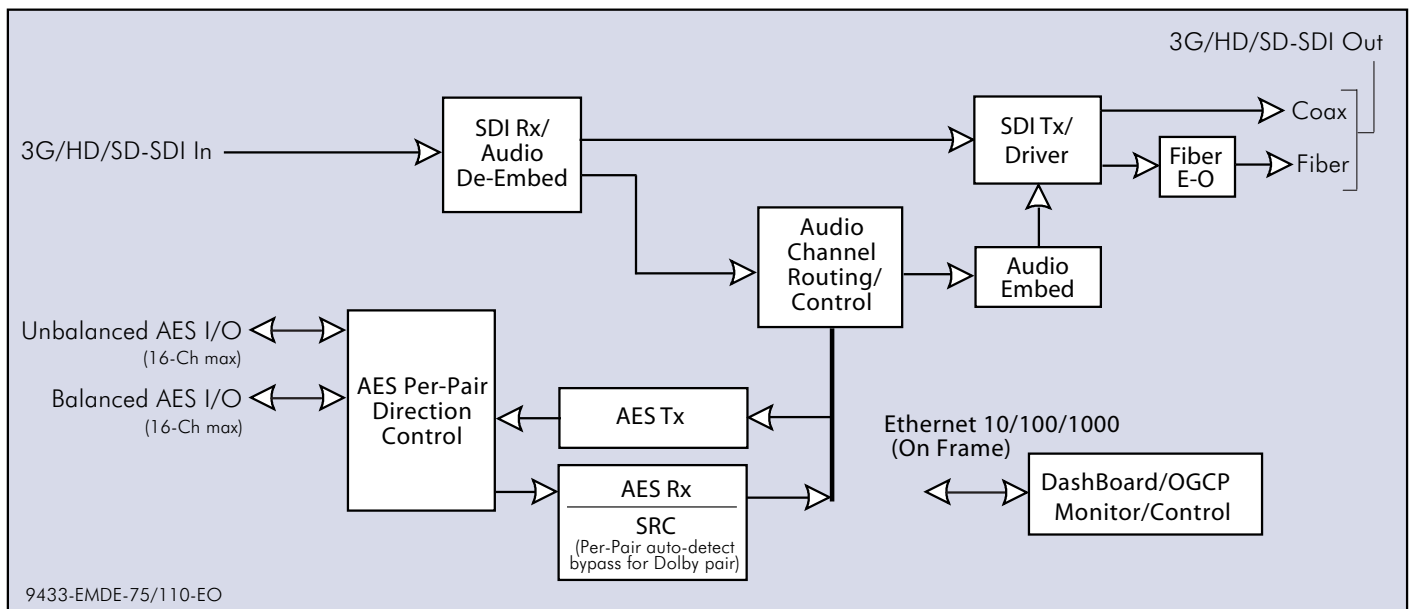 3G/HD/SD-SDI Out
3G/HD/SD-SDI In
SDI Rx/
Audio
De-Embed
SDI Tx/
Driver
Coax
Fiber
E-O
Fiber
Audio
Channel
Routing/
Control
Audio
Embed
Unbalanced AES I/O
(16-Ch max)
Balanced AES I/O
(16-Ch max)
AES Per-Pair
Direction
Control
AES Tx
AES Rx
SRC
(Per-Pair auto-detect
bypass for Dolby pair)
Ethernet 10/100/1000
(On Frame)
DashBoard/OGCP
Monitor/Control
9433-EMDE-75/110-EO